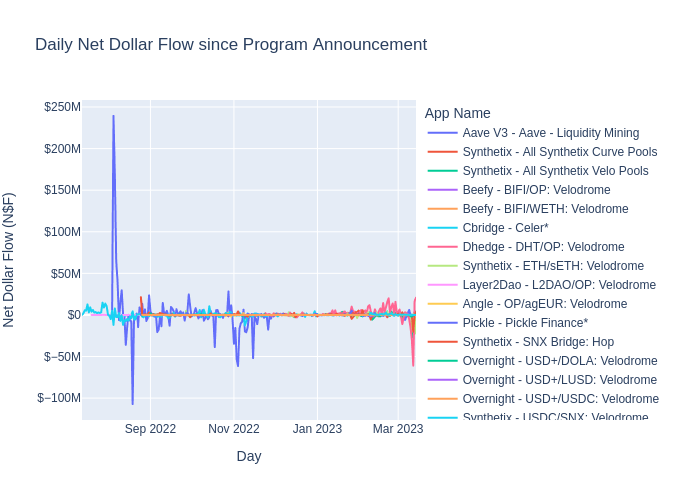 Daily Net Dollar Flow since Program Announcement
$250M
$200M
$150M
$100M
$50M
$0
$−50M
$−100M
Net Dollar Flow (N$F)
Sep 2022
Nov 2022
Jan 2023
Mar 2023
Day
App Name
Aave V3 - Aave - Liquidity Mining
Synthetix - All Synthetix Curve Pools
Synthetix - All Synthetix Velo Pools
Beefy - BIFI/OP: Velodrome
Beefy - BIFI/WETH: Velodrome
Cbridge - Celer*
Dhedge - DHT/OP: Velodrome
Synthetix - ETH/sETH: Velodrome
Layer2Dao - L2DAO/OP: Velodrome
Angle - OP/agEUR: Velodrome
Pickle - Pickle Finance*
Synthetix - SNX Bridge: Hop
Overnight - USD+/DOLA: Velodrome
Overnight - USD+/LUSD: Velodrome
Overnight - USD+/USDC: Velodrome
Synthetix - USDC/SNX: Velodrome